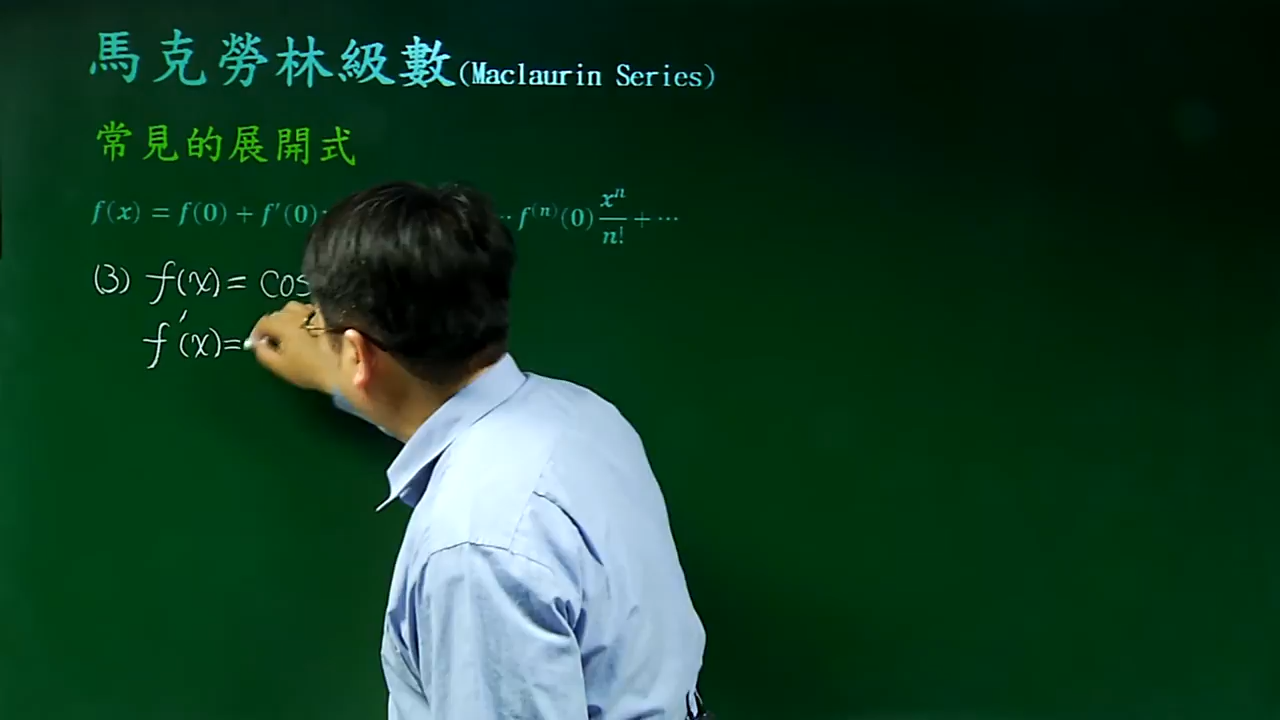 馬克勞林級數(Maclaurin Series)
常見的展開式
f(x) = f(0) + f′(0) ⋯ f⁽ⁿ⁾(0) xⁿ/n! + ⋯
(3) f(x) = cos
f′(x) =